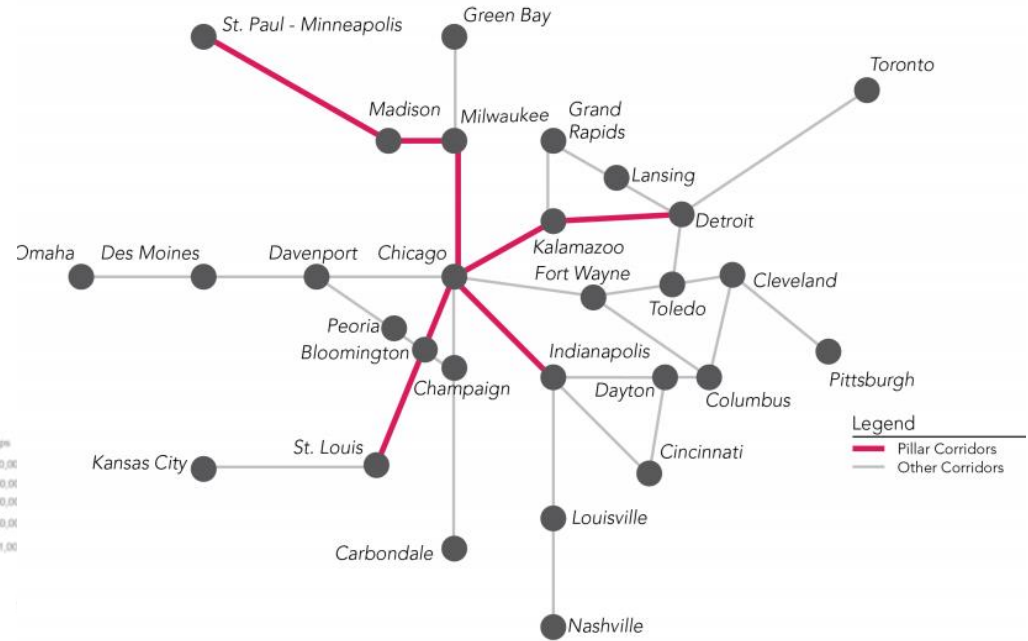 Green Bay
St. Paul - Minneapolis
Toronto
Madison
Milwaukee
Grand
Rapids
Lansing
Detroit
Kalamazoo
Omaha
Des Moines
Davenport
Chicago
Fort Wayne
Cleveland
Toledo
Peoria
Bloomington
Indianapolis
Pittsburgh
Champaign
Dayton
Columbus
Legend
Pillar Corridors
Other Corridors
St. Louis
Kansas City
Cincinnati
Louisville
Carbondale
Nashville